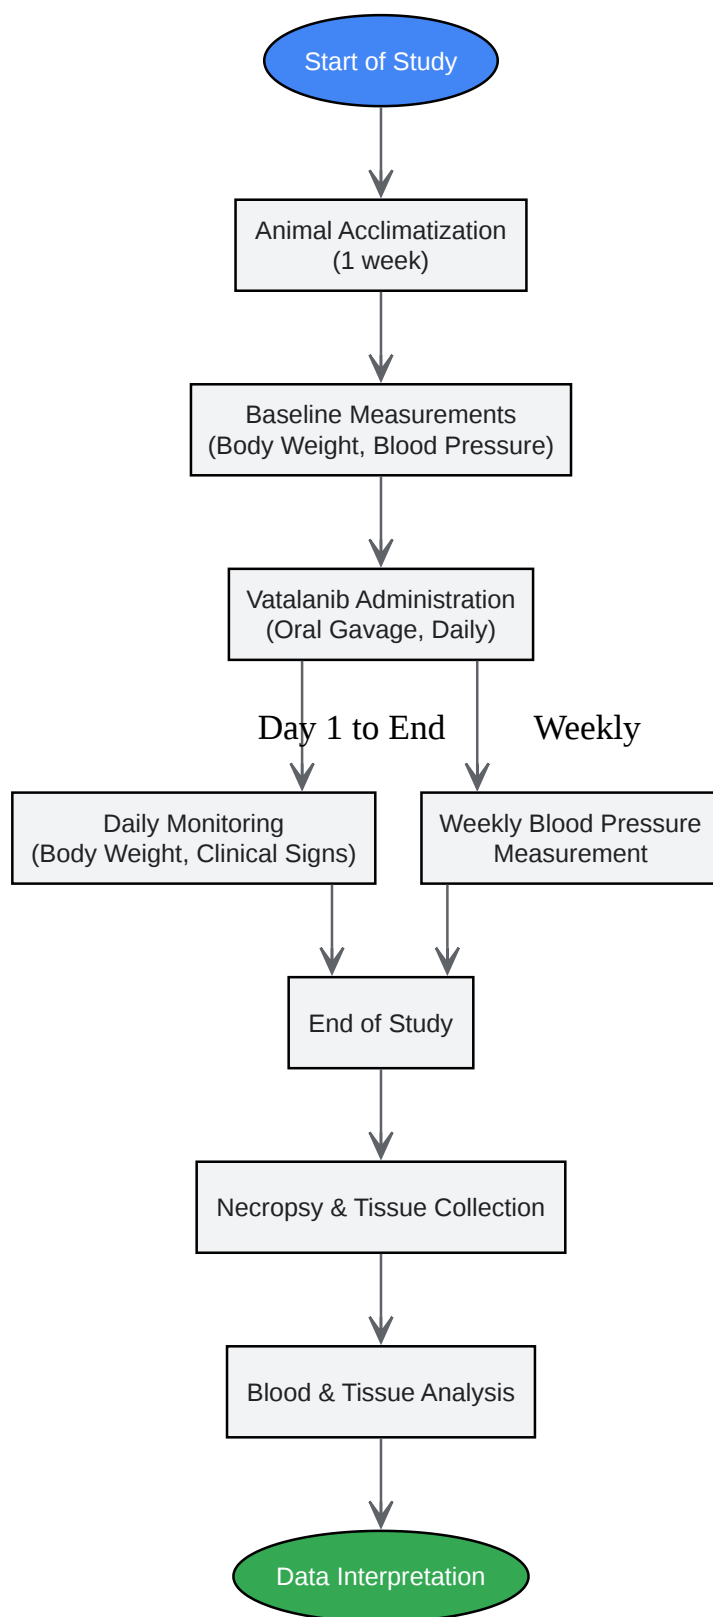 Start of Study
Animal Acclimatization
(1 week)
Baseline Measurements
(Body Weight, Blood Pressure)
Vatalanib Administration
(Oral Gavage, Daily)
Day 1 to End
Weekly
Daily Monitoring
(Body Weight, Clinical Signs)
Weekly Blood Pressure
Measurement
End of Study
Necropsy & Tissue Collection
Blood & Tissue Analysis
Data Interpretation